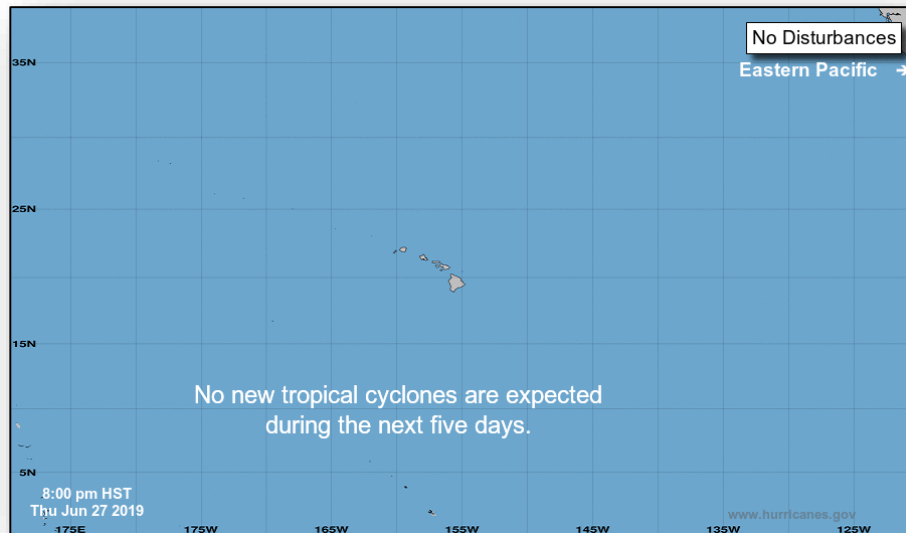 No Disturbances
Eastern Pacific →
35N
25N
15N
No new tropical cyclones are expected
during the next five days.
5N
8:00 pm HST
Thu Jun 27 2019
www.hurricanes.gov
175E
175W
165W
155W
145W
135W
125W